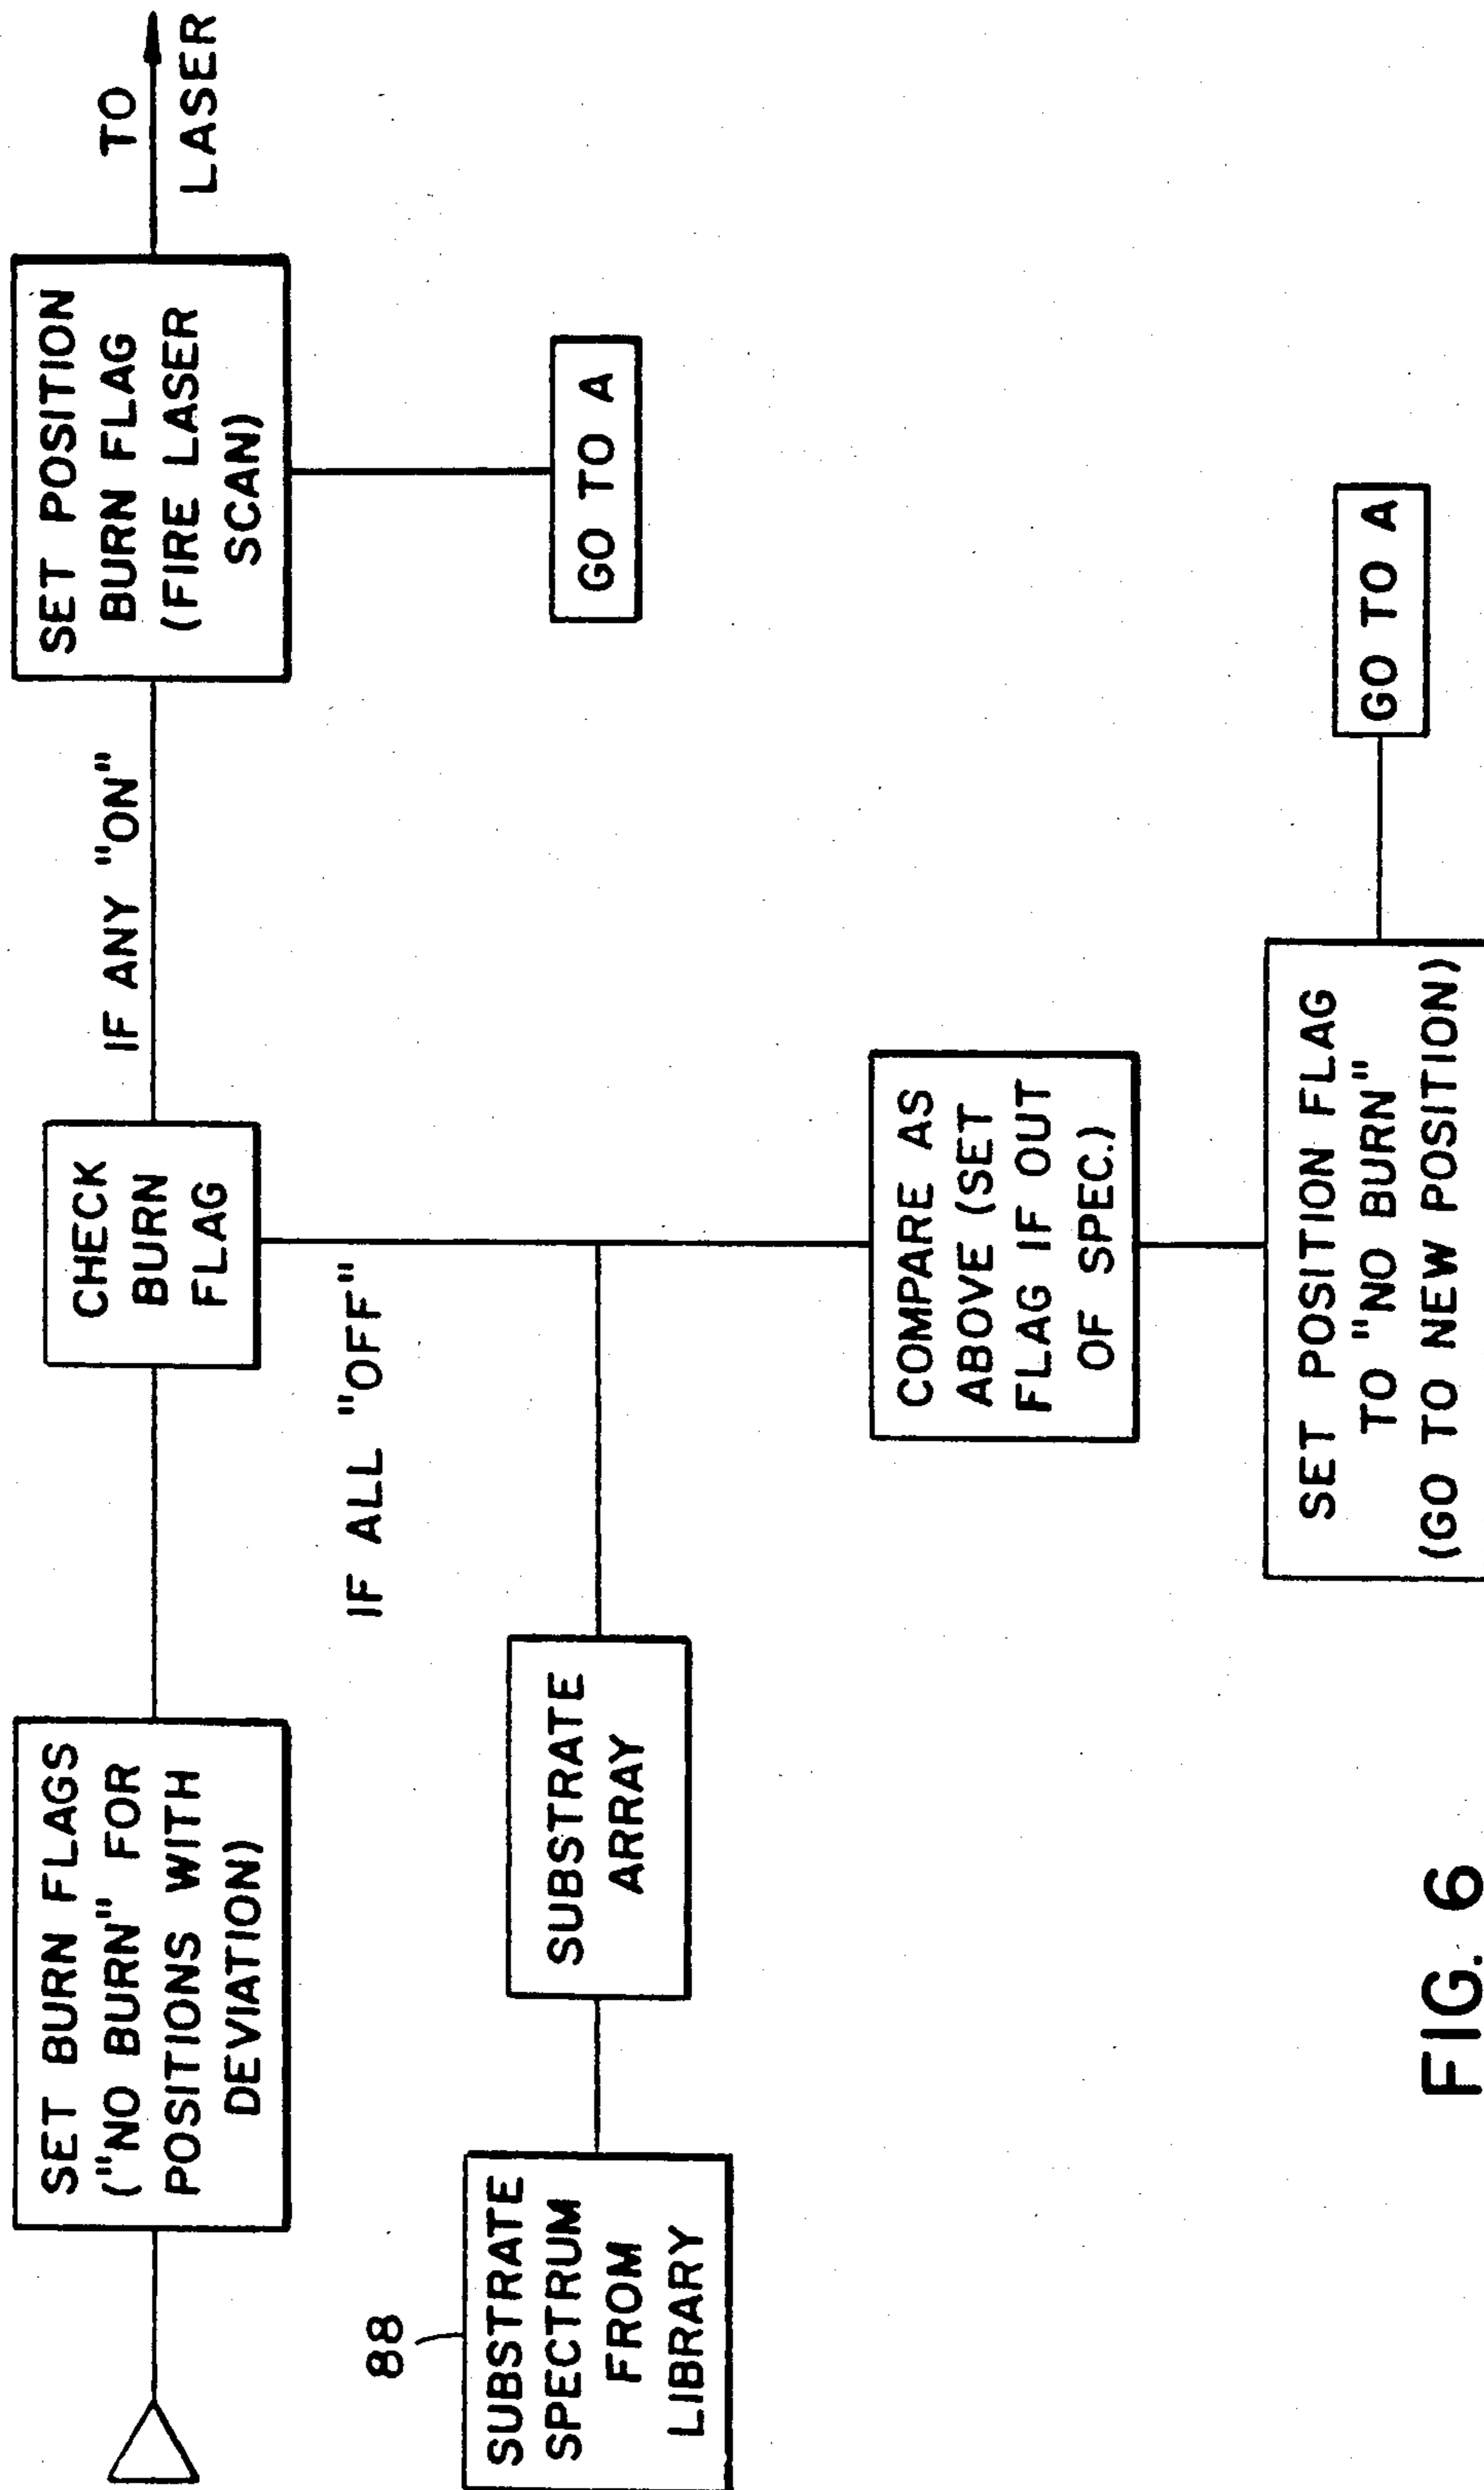 SET BURN FLAGS
("NO BURN" FOR
POSITIONS WITH
DEVIATION)
CHECK
BURN
FLAG
IF ANY "ON"
SET POSITION
BURN FLAG
(FIRE LASER
SCAN)
TO
LASER
GO TO A
IF ALL "OFF"
88
SUBSTRATE
SPECTRUM
FROM
LIBRARY
SUBSTRATE
ARRAY
COMPARE AS
ABOVE (SET
FLAG IF OUT
OF SPEC.)
SET POSITION FLAG
TO "NO BURN"
(GO TO NEW POSITION)
GO TO A
FIG. 6